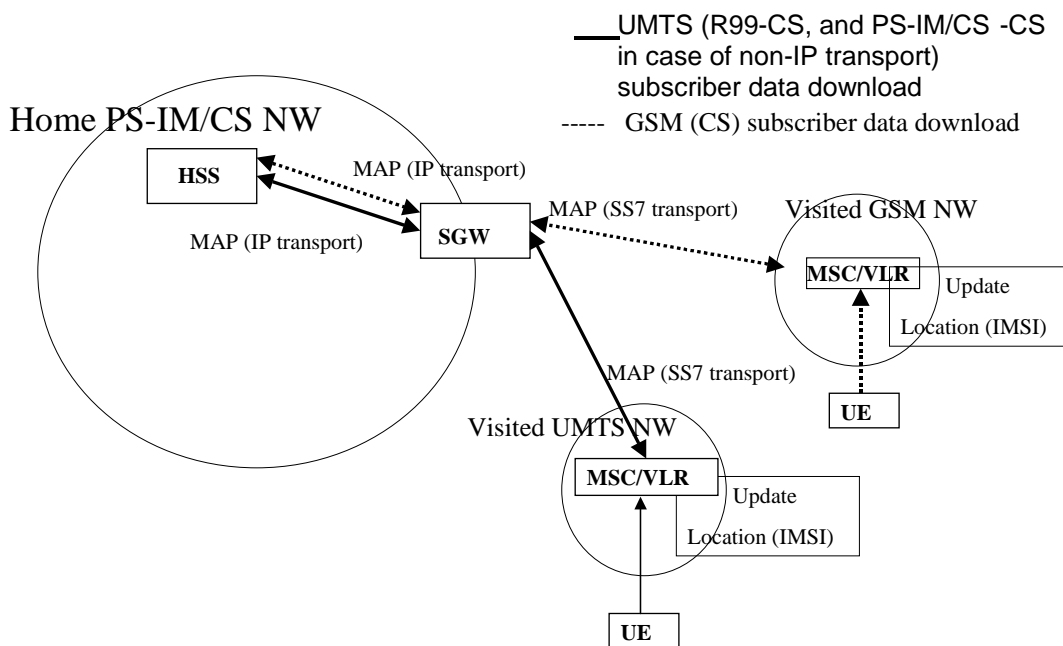 UMTS (R99-CS, and PS-IM/CS -CS
in case of non-IP transport)
subscriber data download
----- GSM (CS) subscriber data download
Home PS-IM/CS NW
HSS
MAP (IP transport)
MAP (IP transport)
SGW
MAP (SS7 transport)
Visited GSM NW
MSC/VLR
Update
Location (IMSI)
UE
MAP (SS7 transport)
Visited UMTS NW
MSC/VLR
Update
Location (IMSI)
UE